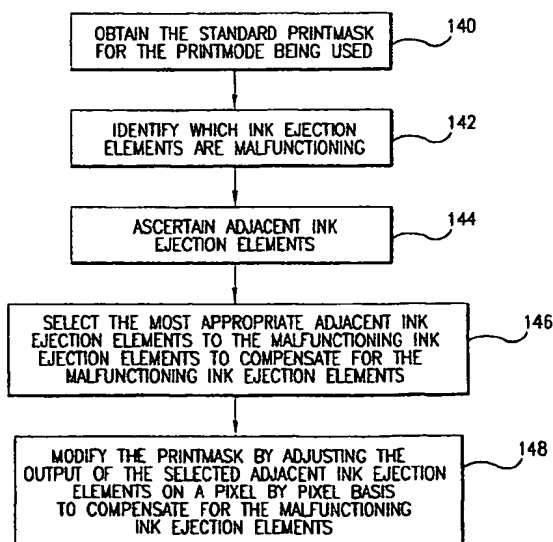 OBTAIN THE STANDARD PRINTMASK
FOR THE PRINTMODE BEING USED
140
IDENTIFY WHICH INK EJECTION
ELEMENTS ARE MALFUNCTIONING
142
ASCERTAIN ADJACENT INK
EJECTION ELEMENTS
144
SELECT THE MOST APPROPRIATE ADJACENT INK
EJECTION ELEMENTS TO THE MALFUNCTIONING INK
EJECTION ELEMENTS TO COMPENSATE FOR THE
MALFUNCTIONING INK EJECTION ELEMENTS
146
MODIFY THE PRINTMASK BY ADJUSTING THE
OUTPUT OF THE SELECTED ADJACENT INK EJECTION
ELEMENTS ON A PIXEL BY PIXEL BASIS
TO COMPENSATE FOR THE MALFUNCTIONING
INK EJECTION ELEMENTS
148